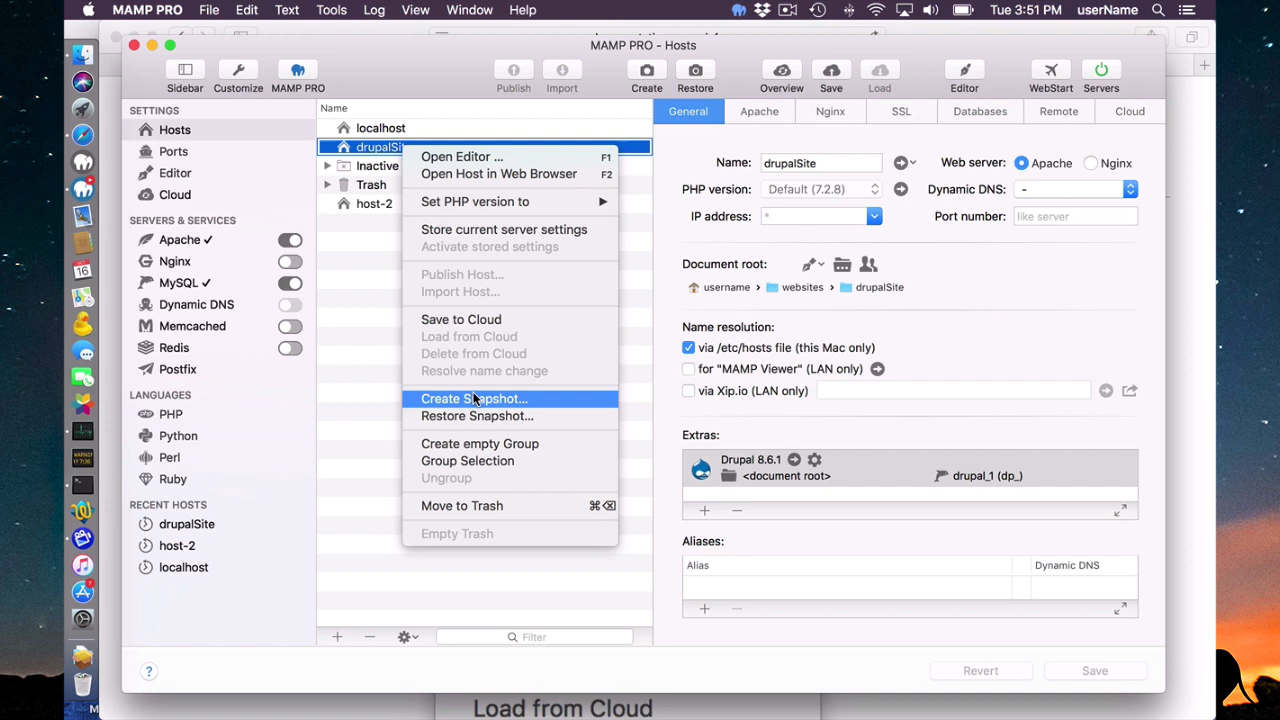 MAMP PRO File Edit Text Tools Log View Window Help Tue 3:51 PM userName
MAMP PRO - Hosts
Sidebar Customize MAMP PRO Publish Import Create Restore Overview Save Load Editor WebStart Servers
SETTINGS
Hosts
Ports
Editor
Cloud
SERVERS & SERVICES
Apache ✓
Nginx
MySQL ✓
Dynamic DNS
Memcached
Redis
Postfix
LANGUAGES
PHP
Python
Perl
Ruby
RECENT HOSTS
drupalSite
host-2
localhost
Name
localhost
drupalSit
Inactive
Trash
host-2
Filter
Open Editor ... F1
Open Host in Web Browser F2
Set PHP version to
Store current server settings
Activate stored settings
Publish Host...
Import Host...
Save to Cloud
Load from Cloud
Delete from Cloud
Resolve name change
Create Snapshot...
Restore Snapshot...
Create empty Group
Group Selection
Ungroup
Move to Trash ⌘⌫
Empty Trash
General Apache Nginx SSL Databases Remote Cloud
Name: drupalSite Web server: Apache Nginx
PHP version: Default (7.2.8) Dynamic DNS: -
IP address: * Port number: like server
Document root:
username › websites › drupalSite
Name resolution:
via /etc/hosts file (this Mac only)
for "MAMP Viewer" (LAN only)
via Xip.io (LAN only)
Extras:
Drupal 8.6.1
<document root> drupal_1 (dp_)
+ −
Aliases:
Alias Dynamic DNS
+ −
? Revert Save
Load from Cloud
16